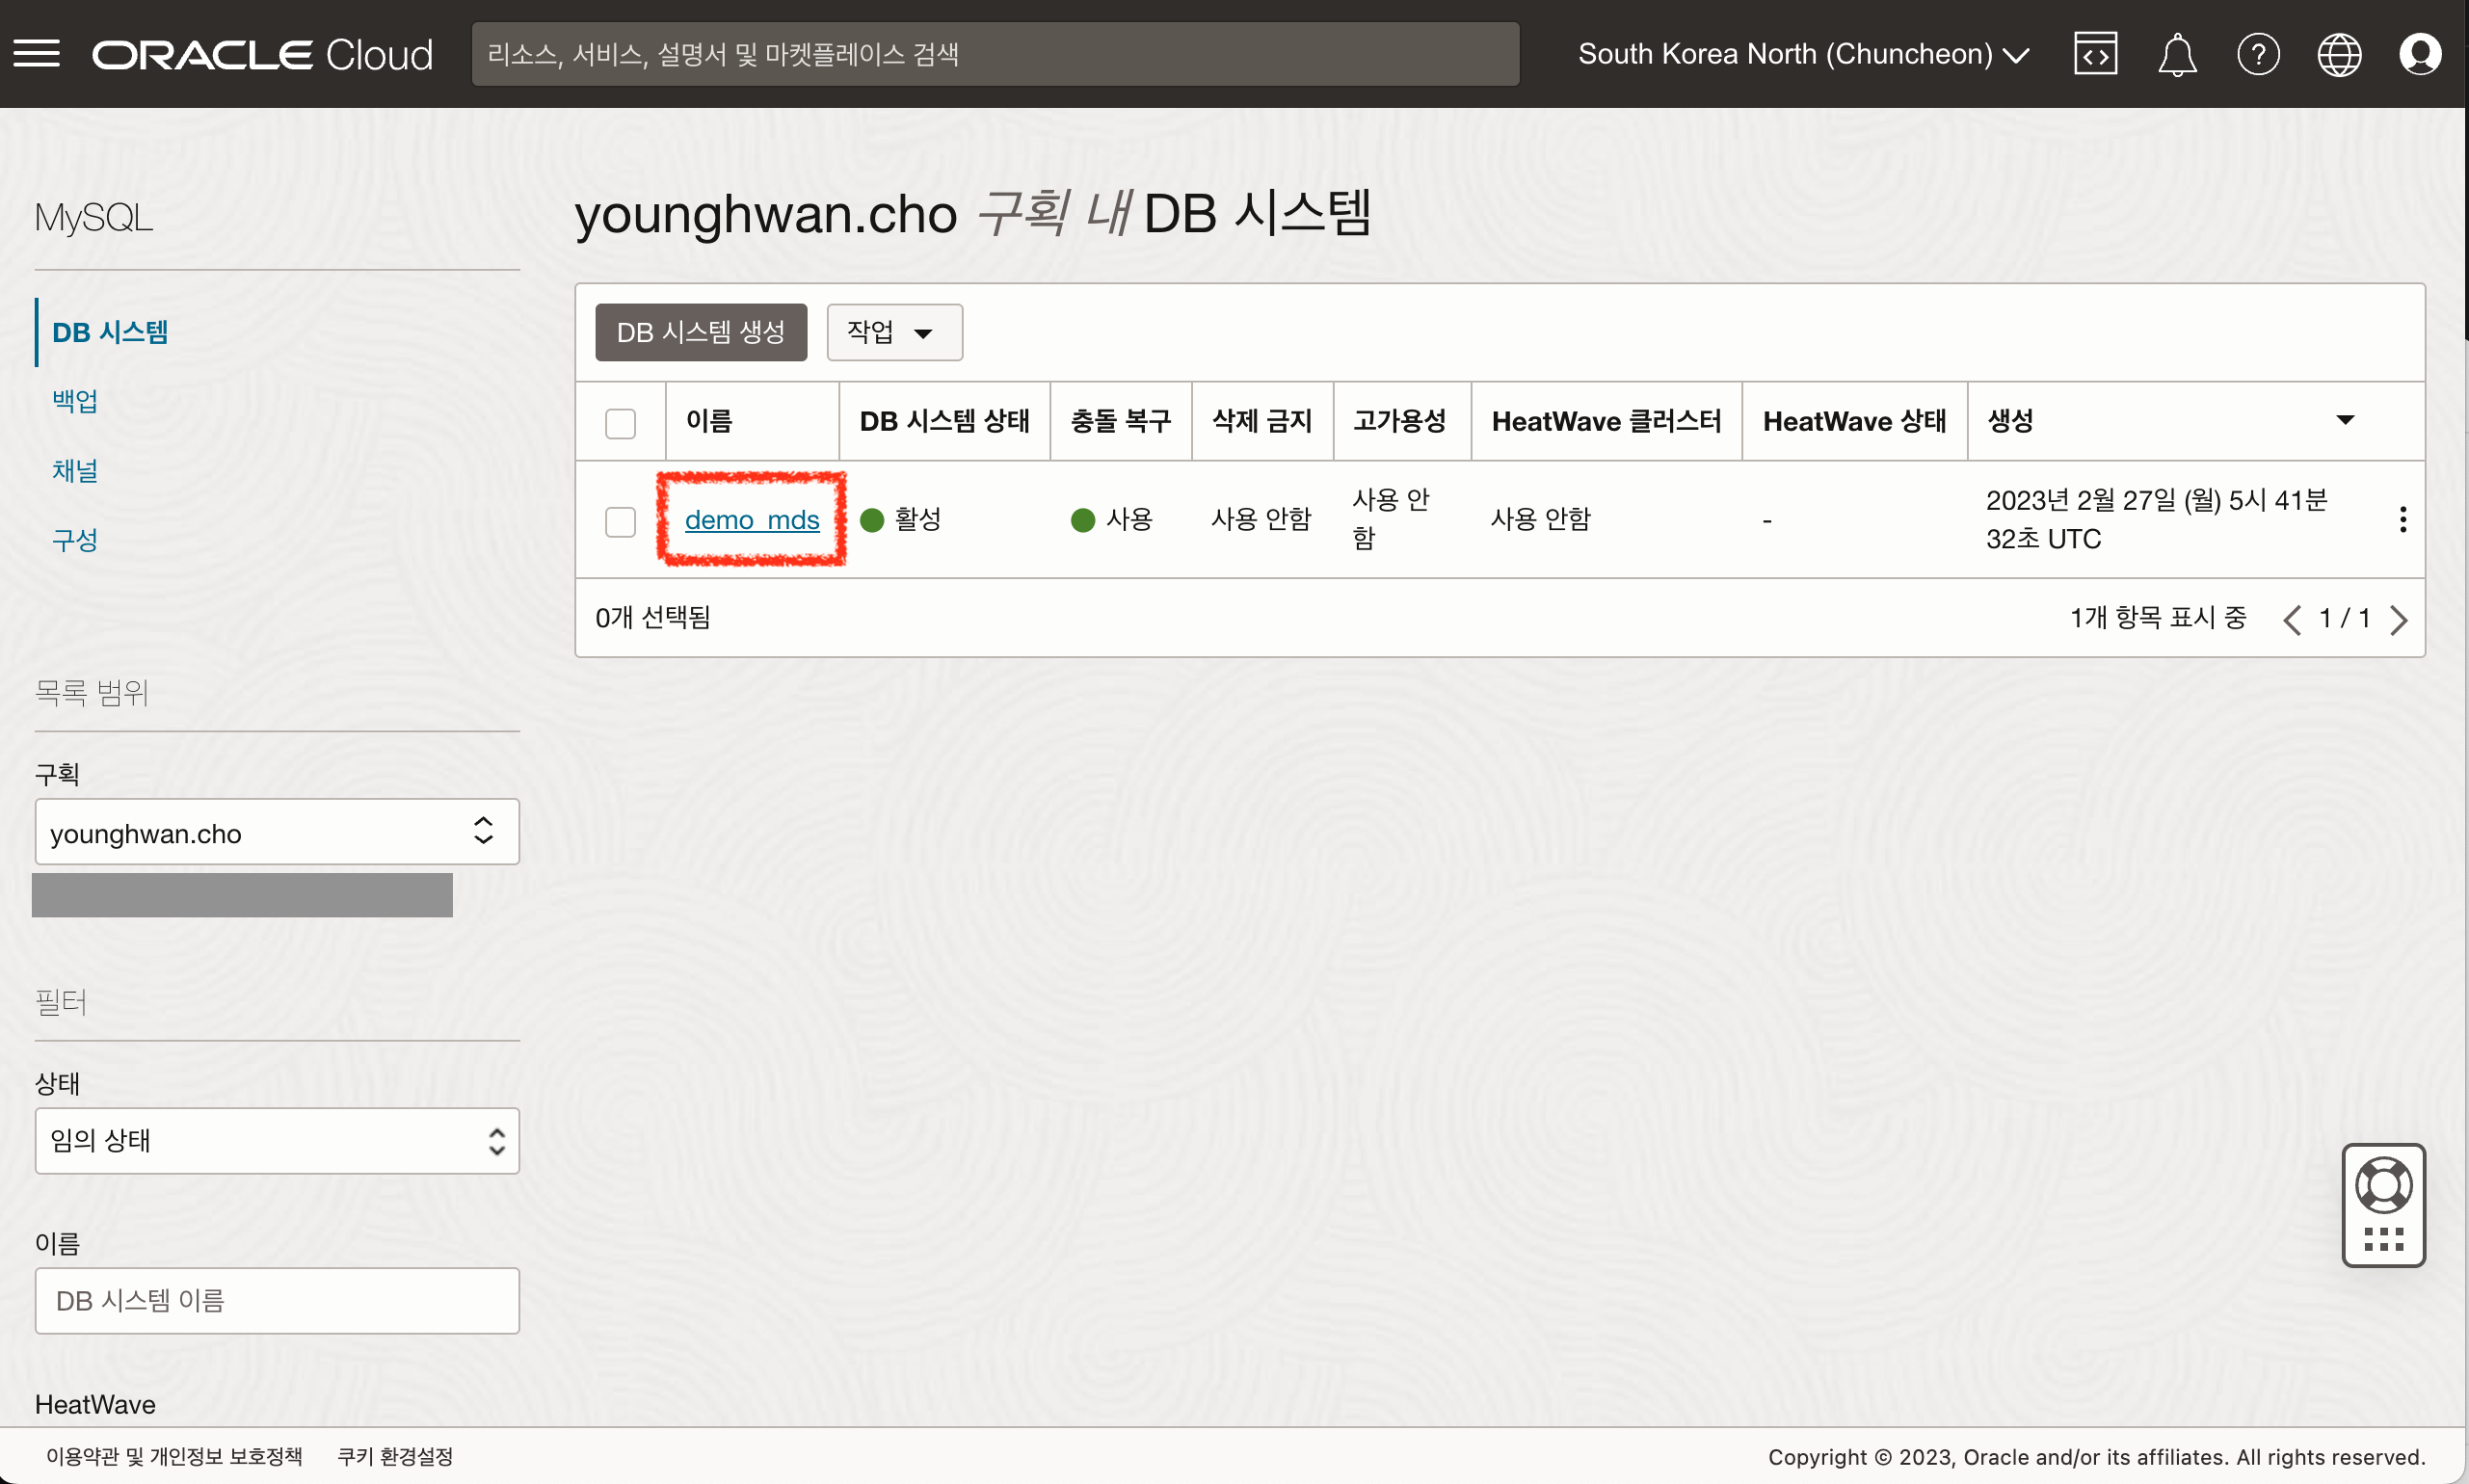 ORACLE Cloud
리소스, 서비스, 설명서 및 마켓플레이스 검색
South Korea North (Chuncheon)
MySQL
DB 시스템
백업
채널
구성
목록 범위
구획
younghwan.cho
필터
상태
임의 상태
이름
DB 시스템 이름
HeatWave
younghwan.cho 구획 내 DB 시스템
DB 시스템 생성 작업
이름 DB 시스템 상태 충돌 복구 삭제 금지 고가용성 HeatWave 클러스터 HeatWave 상태 생성
demo_mds 활성 사용 사용 안함 사용 안
함 사용 안함 - 2023년 2월 27일 (월) 5시 41분
32초 UTC
0개 선택됨 1개 항목 표시 중 1 / 1
이용약관 및 개인정보 보호정책 쿠키 환경설정 Copyright © 2023, Oracle and/or its affiliates. All rights reserved.